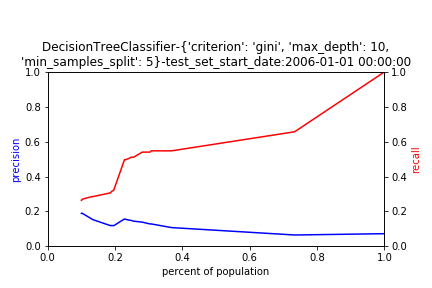 DecisionTreeClassifier-{'criterion': 'gini', 'max_depth': 10,
'min_samples_split': 5}-test_set_start_date:2006-01-01 00:00:00
1.0
0.8
0.6
0.4
0.2
0.0
precision
1.0
0.8
0.6
0.4
0.2
0.0
recall
0.0 0.2 0.4 0.6 0.8 1.0
percent of population